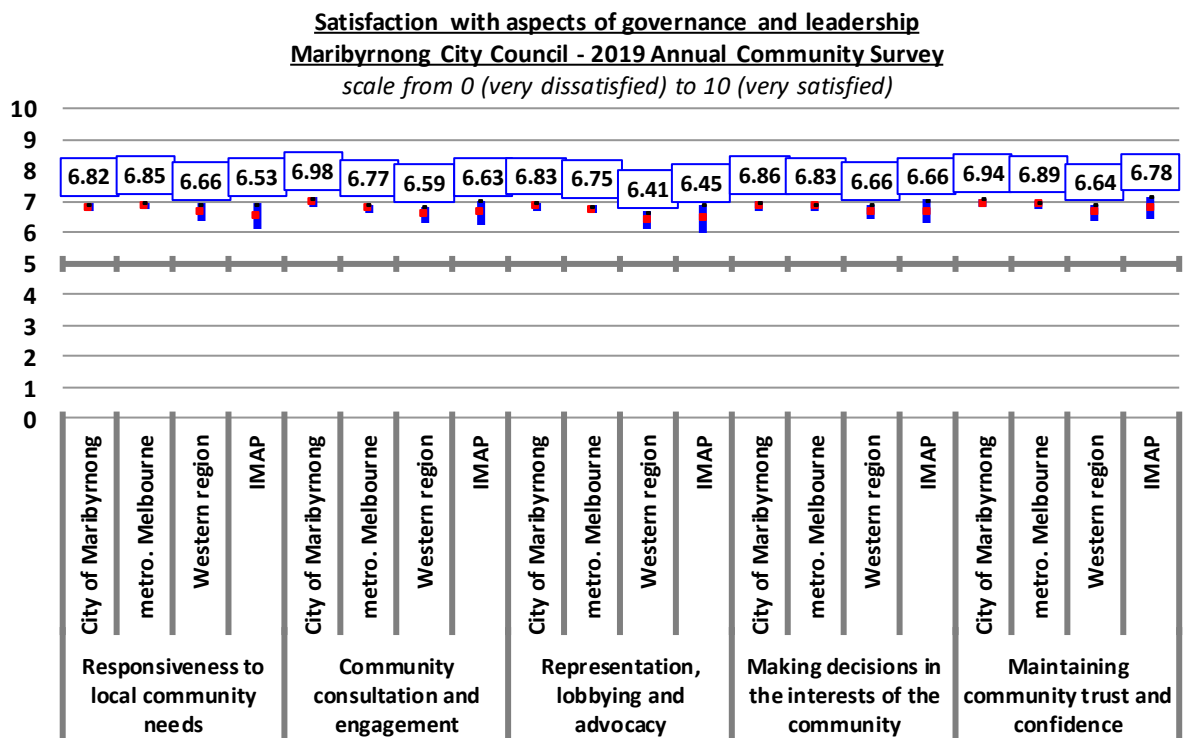 Satisfaction with aspects of governance and leadership
Maribyrnong City Council - 2019 Annual Community Survey
scale from 0 (very dissatisfied) to 10 (very satisfied)
10
9
8
7
6
5
4
3
2
1
0
6.82 6.85 6.66 6.53 6.98 6.77 6.59 6.63 6.83 6.75 6.41 6.45 6.86 6.83 6.66 6.66 6.94 6.89 6.64 6.78
City of Maribyrnong
metro. Melbourne
Western region
IMAP
City of Maribyrnong
metro. Melbourne
Western region
IMAP
City of Maribyrnong
metro. Melbourne
Western region
IMAP
City of Maribyrnong
metro. Melbourne
Western region
IMAP
City of Maribyrnong
metro. Melbourne
Western region
IMAP
Responsiveness to
local community
needs
Community
consultation and
engagement
Representation,
lobbying and
advocacy
Making decisions in
the interests of the
community
Maintaining
community trust and
confidence